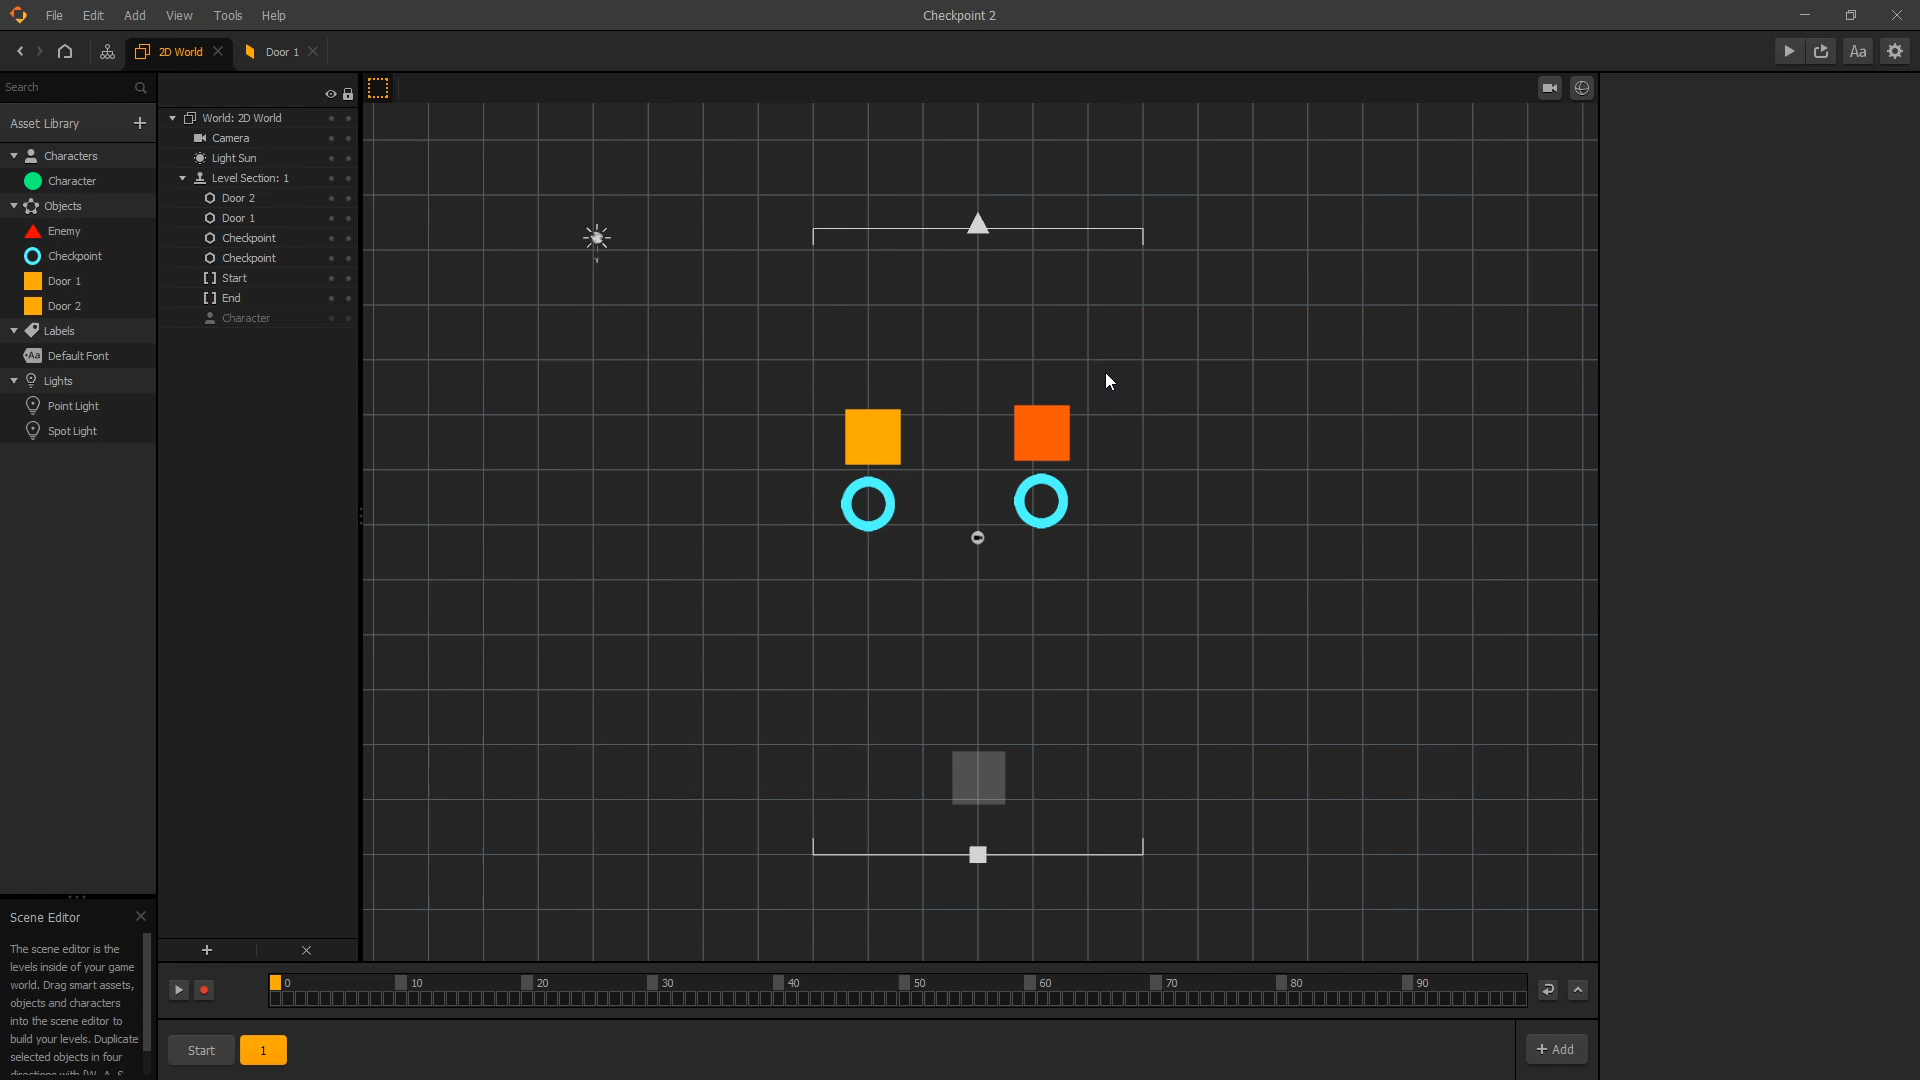 File Edit Add View Tools Help
Checkpoint 2
2D World
Door 1
Aa
Search
Asset Library
Characters
Character
Objects
Enemy
Checkpoint
Door 1
Door 2
Labels
Aa Default Font
Lights
Point Light
Spot Light
World: 2D World
Camera
Light Sun
Level Section: 1
Door 2
Door 1
Checkpoint
Checkpoint
Start
End
Character
Scene Editor
The scene editor is the
levels inside of your game
world. Drag smart assets,
objects and characters
into the scene editor to
build your levels. Duplicate
selected objects in four
directions with [W, A, S,
0 10 20 30 40 50 60 70 80 90
Start 1
+ Add